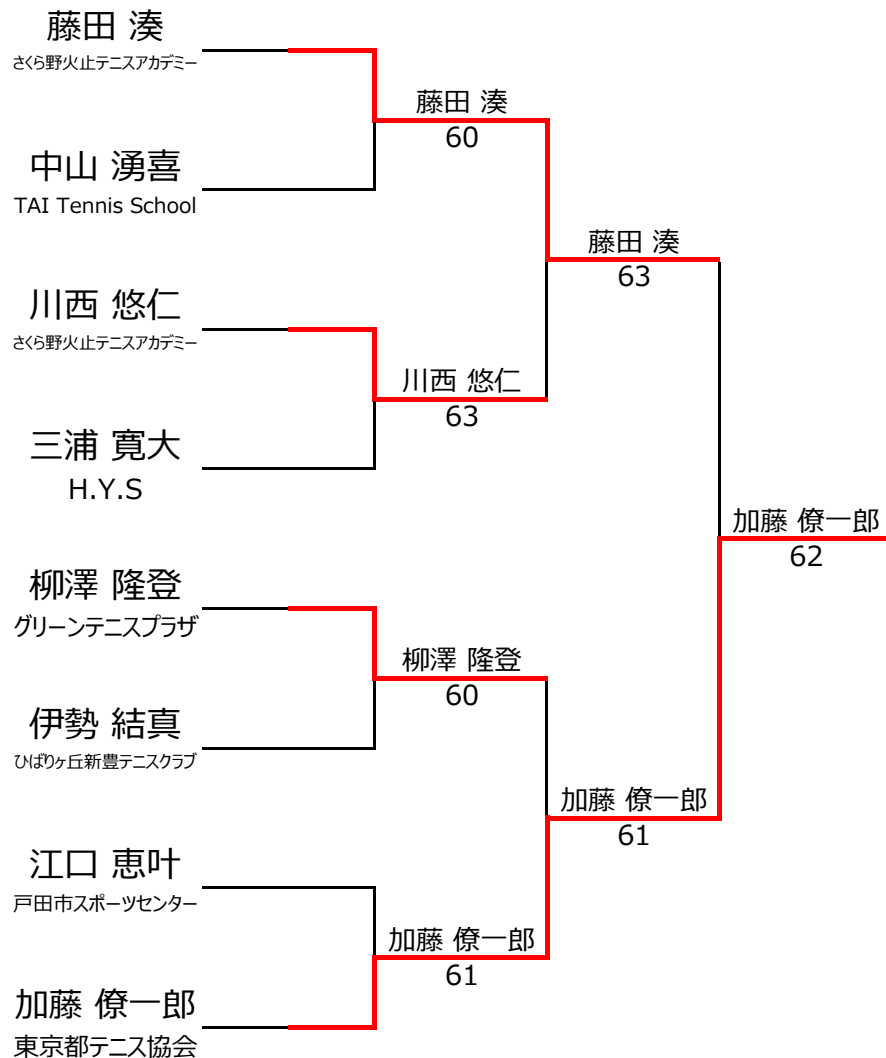 藤田 湊
さくら野火止テニスアカデミー
藤田 湊
60
中山 湧喜
TAI Tennis School
藤田 湊
63
川西 悠仁
さくら野火止テニスアカデミー
川西 悠仁
63
三浦 寛大
H.Y.S
加藤 僚一郎
62
柳澤 隆登
グリーンテニスプラザ
柳澤 隆登
60
伊勢 結真
ひばりヶ丘新豊テニスクラブ
加藤 僚一郎
61
江口 恵叶
戸田市スポーツセンター
加藤 僚一郎
61
加藤 僚一郎
東京都テニス協会